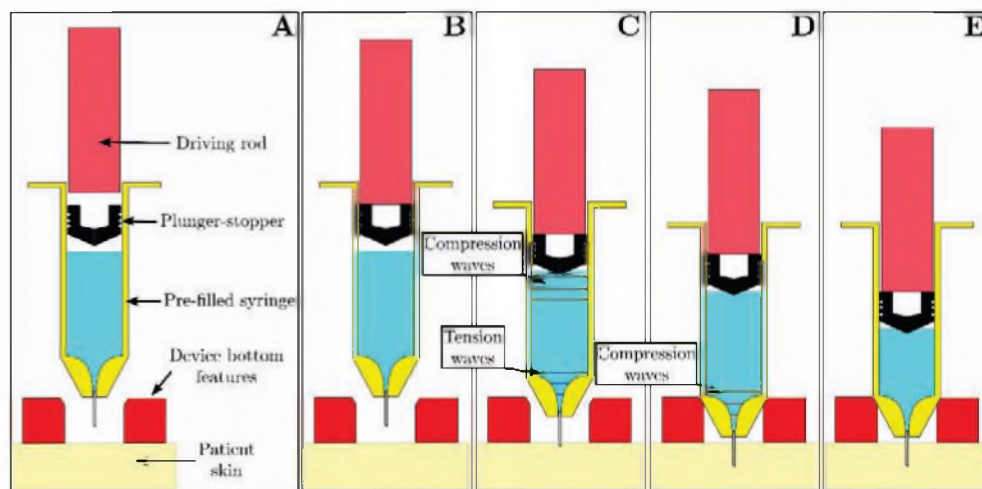 A
B
C
D
E
Driving rod
Plunger-stopper
Pre-filled syringe
Device bottom
features
Patient
skin
Compression
waves
Tension
waves
Compression
waves